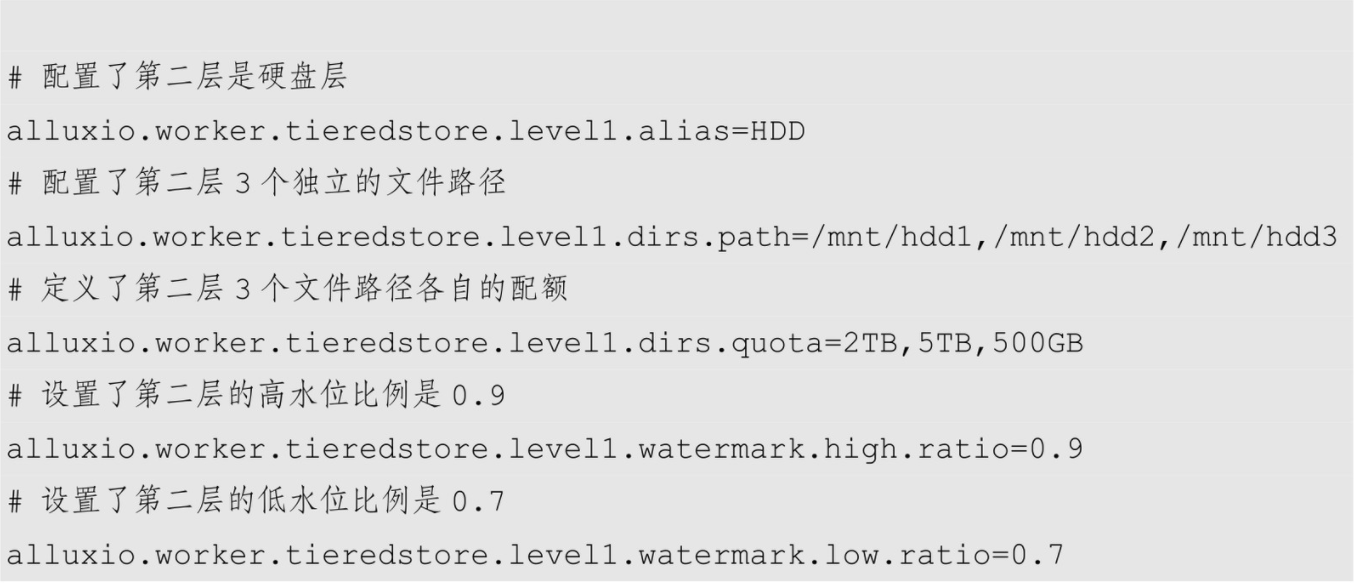 # 配置了第二层是硬盘层
alluxio.worker.tieredstore.level1.alias=HDD
# 配置了第二层 3 个独立的文件路径
alluxio.worker.tieredstore.level1.dirs.path=/mnt/hdd1,/mnt/hdd2,/mnt/hdd3
# 定义了第二层 3 个文件路径各自的配额
alluxio.worker.tieredstore.level1.dirs.quota=2TB,5TB,500GB
# 设置了第二层的高水位比例是 0.9
alluxio.worker.tieredstore.level1.watermark.high.ratio=0.9
# 设置了第二层的低水位比例是 0.7
alluxio.worker.tieredstore.level1.watermark.low.ratio=0.7